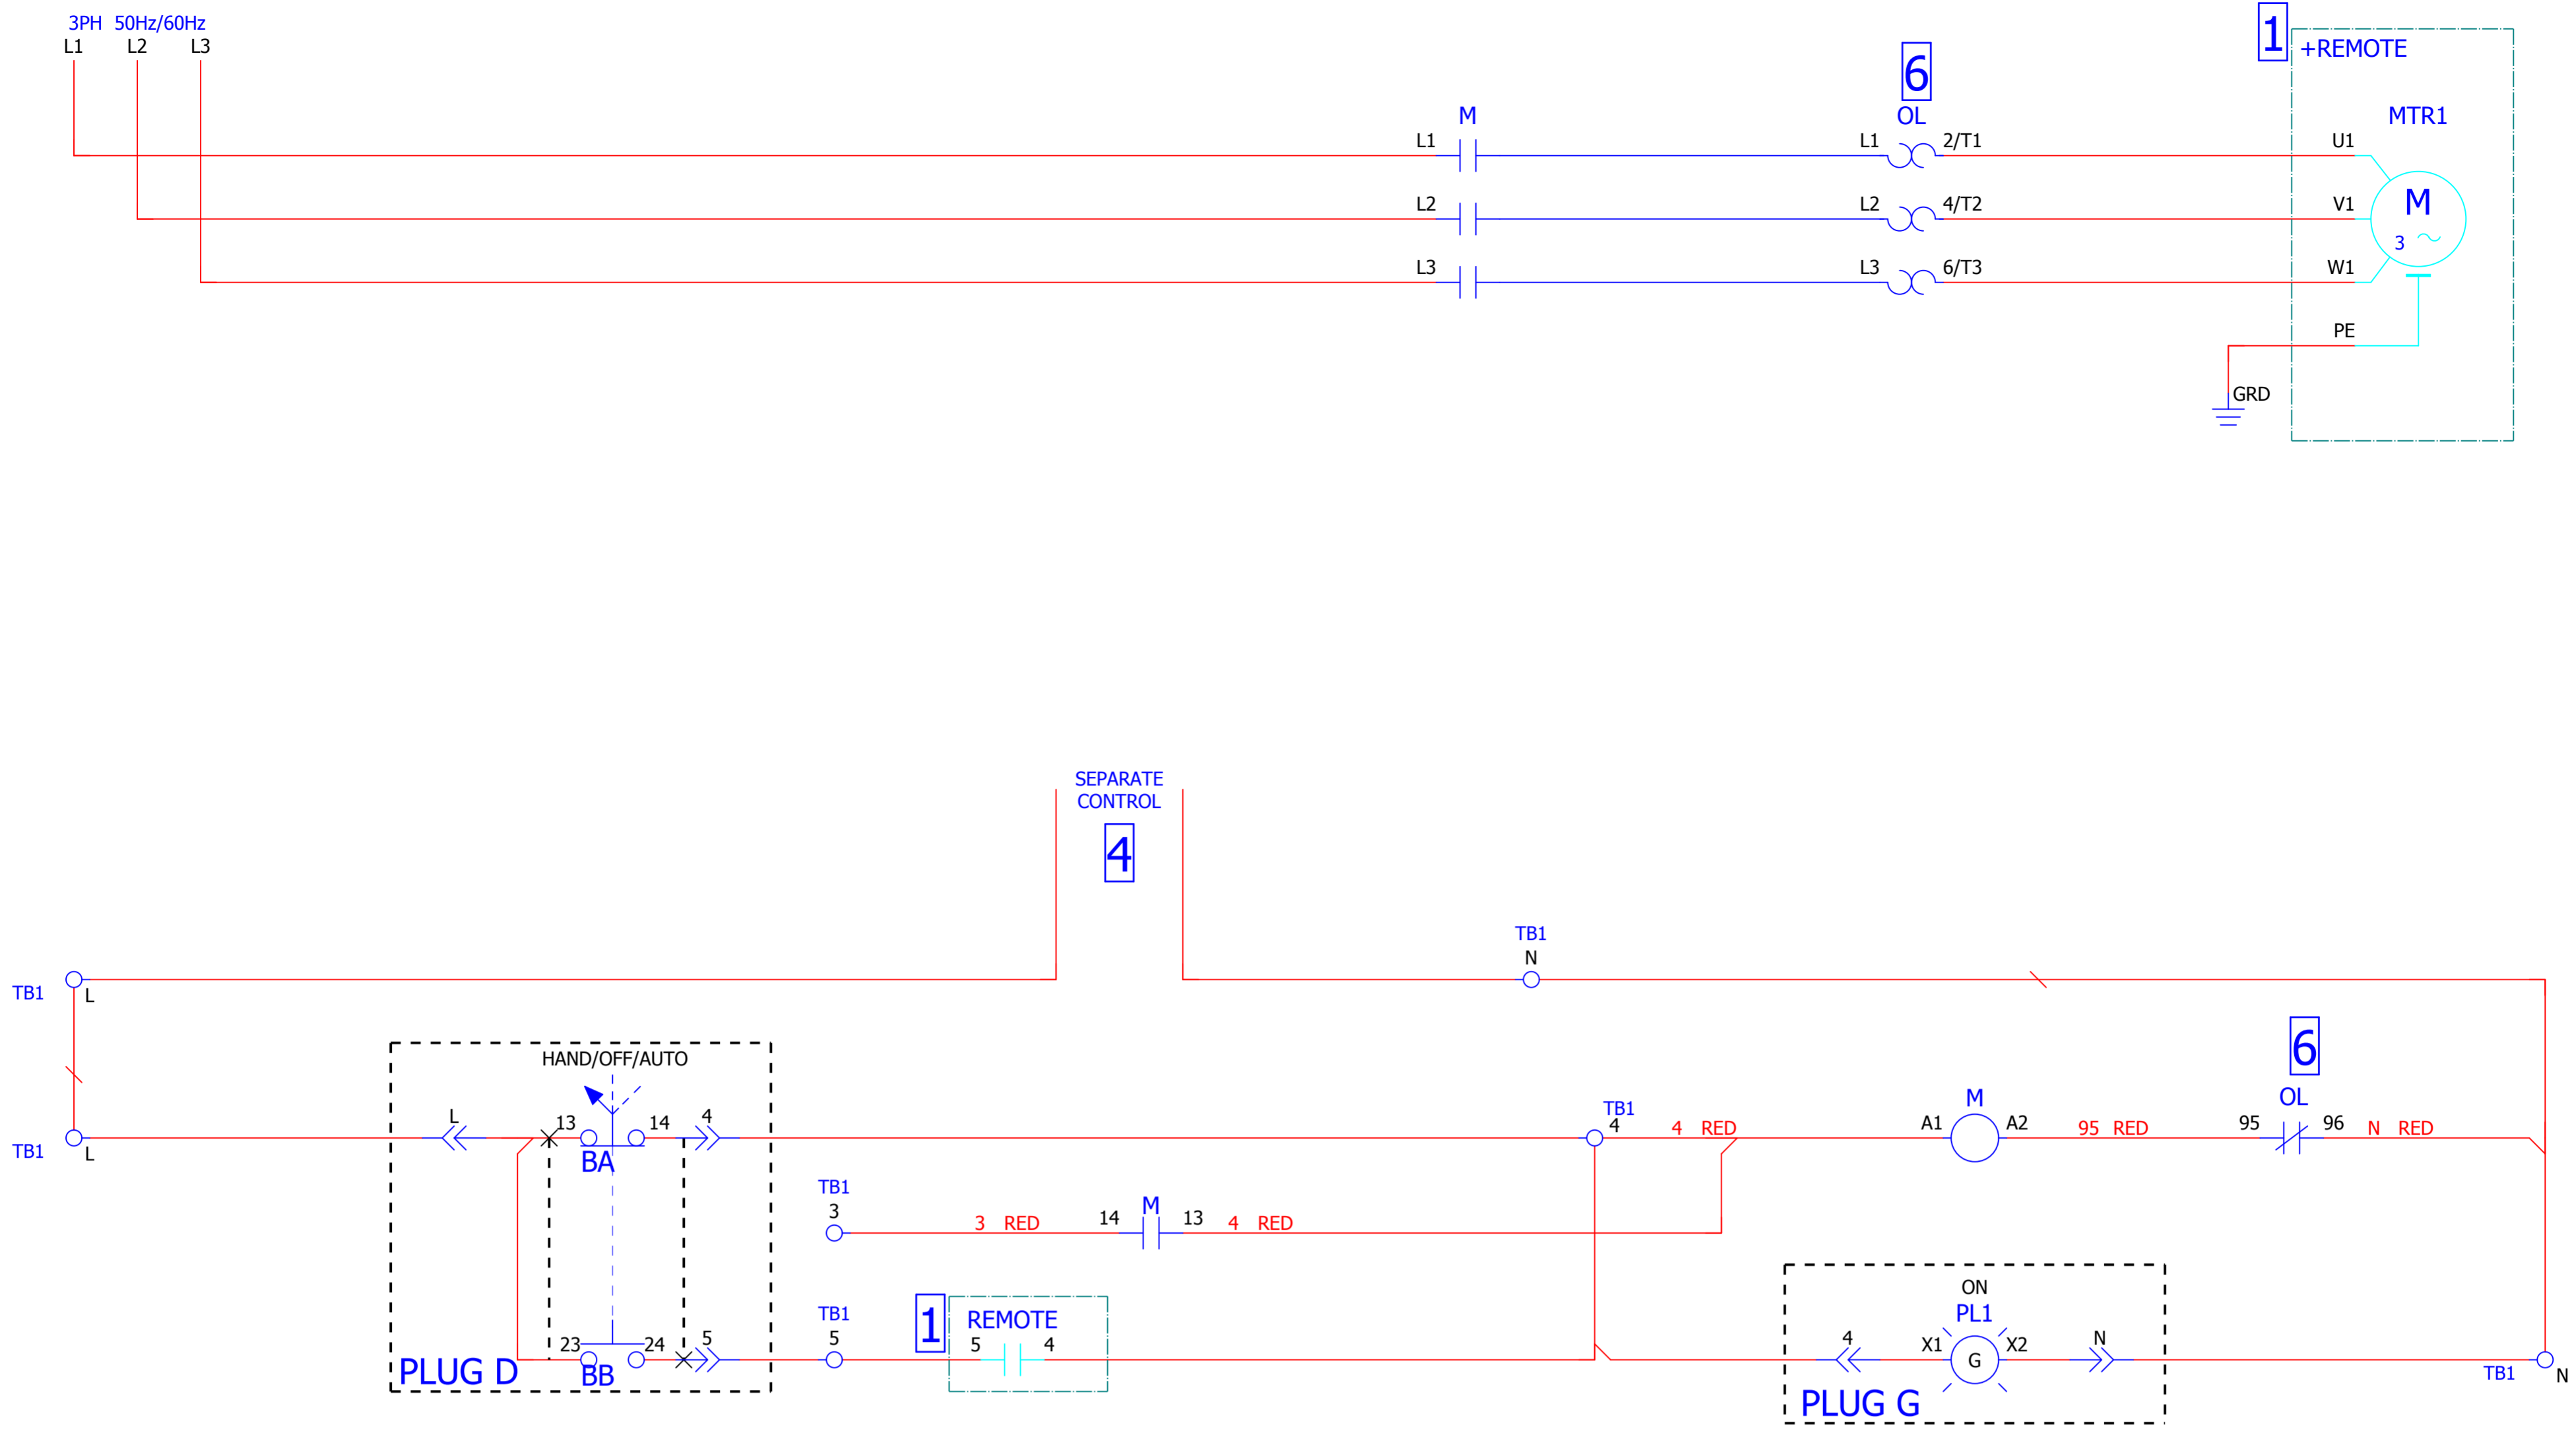 3PH 50Hz/60Hz
L1 L2 L3
1
+REMOTE
6
M
OL
MTR1
L1
L1
2/T1
U1
L2
L2
4/T2
V1
M
3
L3
L3
6/T3
W1
PE
GRD
SEPARATE
CONTROL
4
TB1
N
TB1
L
6
HAND/OFF/AUTO
OL
L
13
14
4
TB1
4
4 RED
M
A1
A2
95 RED
95
96
N RED
TB1
L
BA
TB1
3
3 RED
14
M
13
4 RED
ON
TB1
5
1
REMOTE
5
4
PL1
23
24
5
4
X1
G
X2
N
PLUG D
BB
TB1
N
PLUG G